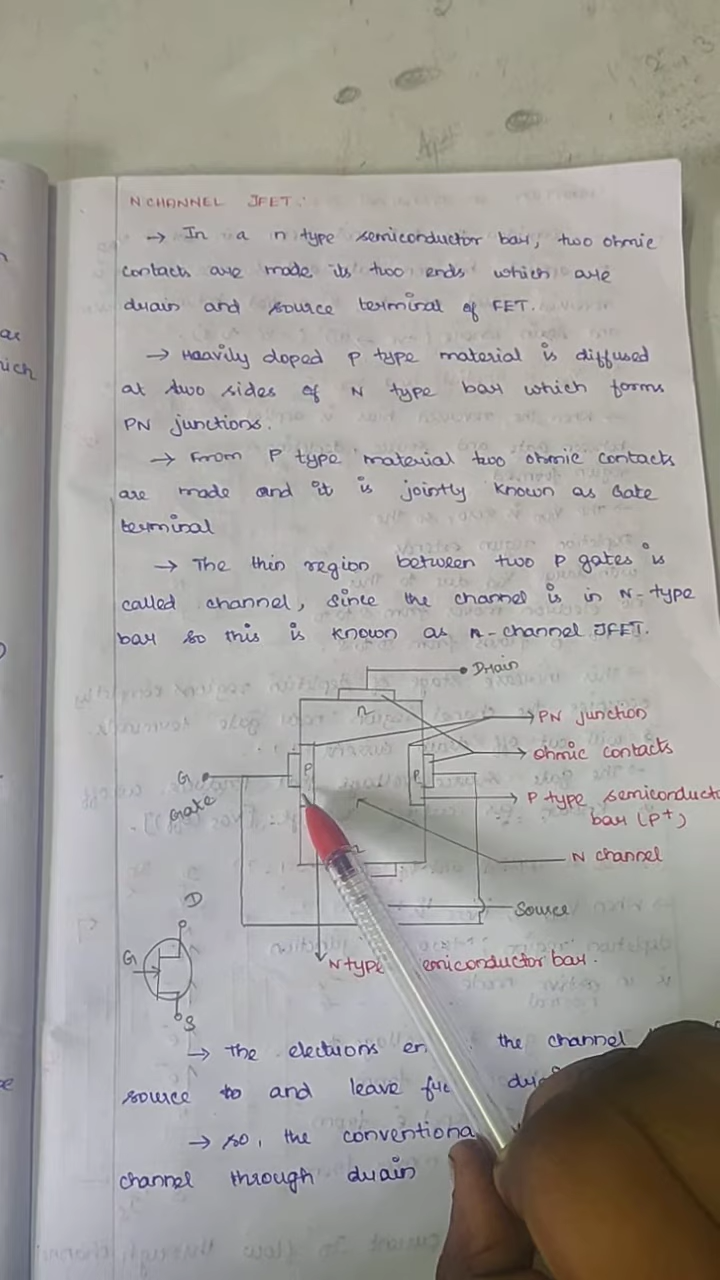 N CHANNEL JFET :
→ In a n type semiconductor bar, two ohmic
contacts are made its two ends which are
drain and source terminal of FET.
→ Haavily doped P type material is diffused
at two sides of N type bar which forms
PN junctions.
→ From P type material two ohmic contacts
are made and it is jointly known as Gate
terminal
→ The thin region between two P gates is
called channel, since the channel is in N-type
bar so this is known as n-channel JFET.
Drain
n
PN junction
ohmic contacts
G
Gate
P
P
P type semiconduct
bar (P+)
N channel
D
Source
G
S
N type emiconductor bar.
→ The electrons en the channel
source to and leave
→ so, the conventiona
channel through drain